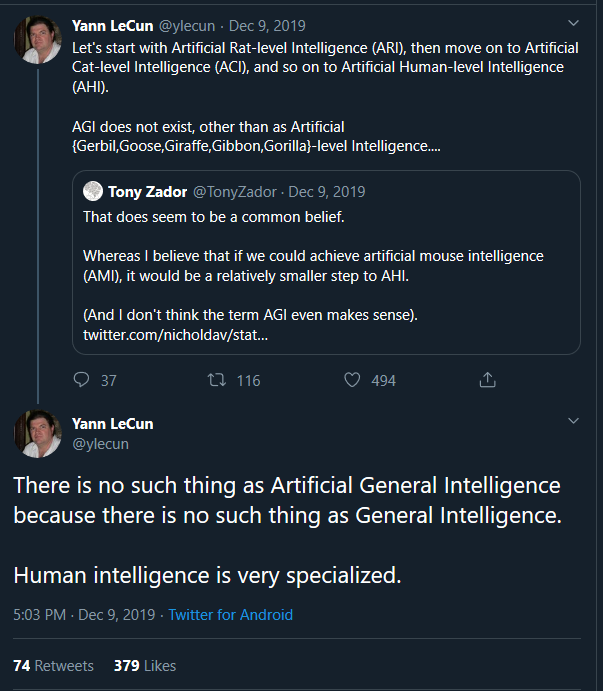 Yann LeCun @ylecun · Dec 9, 2019
Let's start with Artificial Rat-level Intelligence (ARI), then move on to Artificial
Cat-level Intelligence (ACI), and so on to Artificial Human-level Intelligence
(AHI).
AGI does not exist, other than as Artificial
{Gerbil,Goose,Giraffe,Gibbon,Gorilla}-level Intelligence....
Tony Zador @TonyZador · Dec 9, 2019
That does seem to be a common belief.
Whereas I believe that if we could achieve artificial mouse intelligence
(AMI), it would be a relatively smaller step to AHI.
(And I don't think the term AGI even makes sense).
twitter.com/nicholdav/stat...
37 116 494
Yann LeCun
@ylecun
There is no such thing as Artificial General Intelligence
because there is no such thing as General Intelligence.
Human intelligence is very specialized.
5:03 PM · Dec 9, 2019 · Twitter for Android
74 Retweets 379 Likes